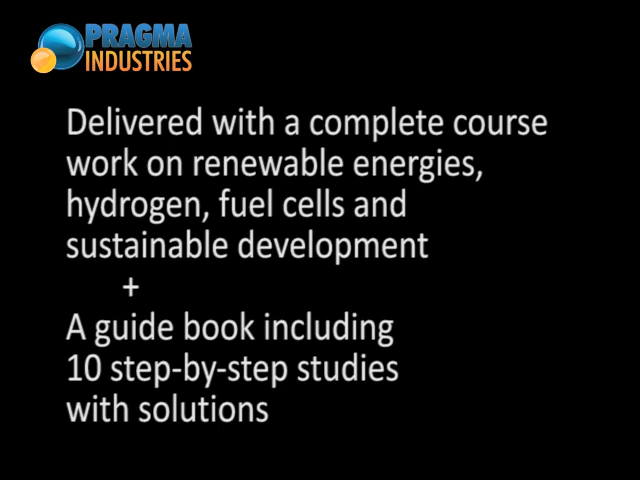 PRAGMA
INDUSTRIES
Delivered with a complete course
work on renewable energies,
hydrogen, fuel cells and
sustainable development
+
A guide book including
10 step-by-step studies
with solutions